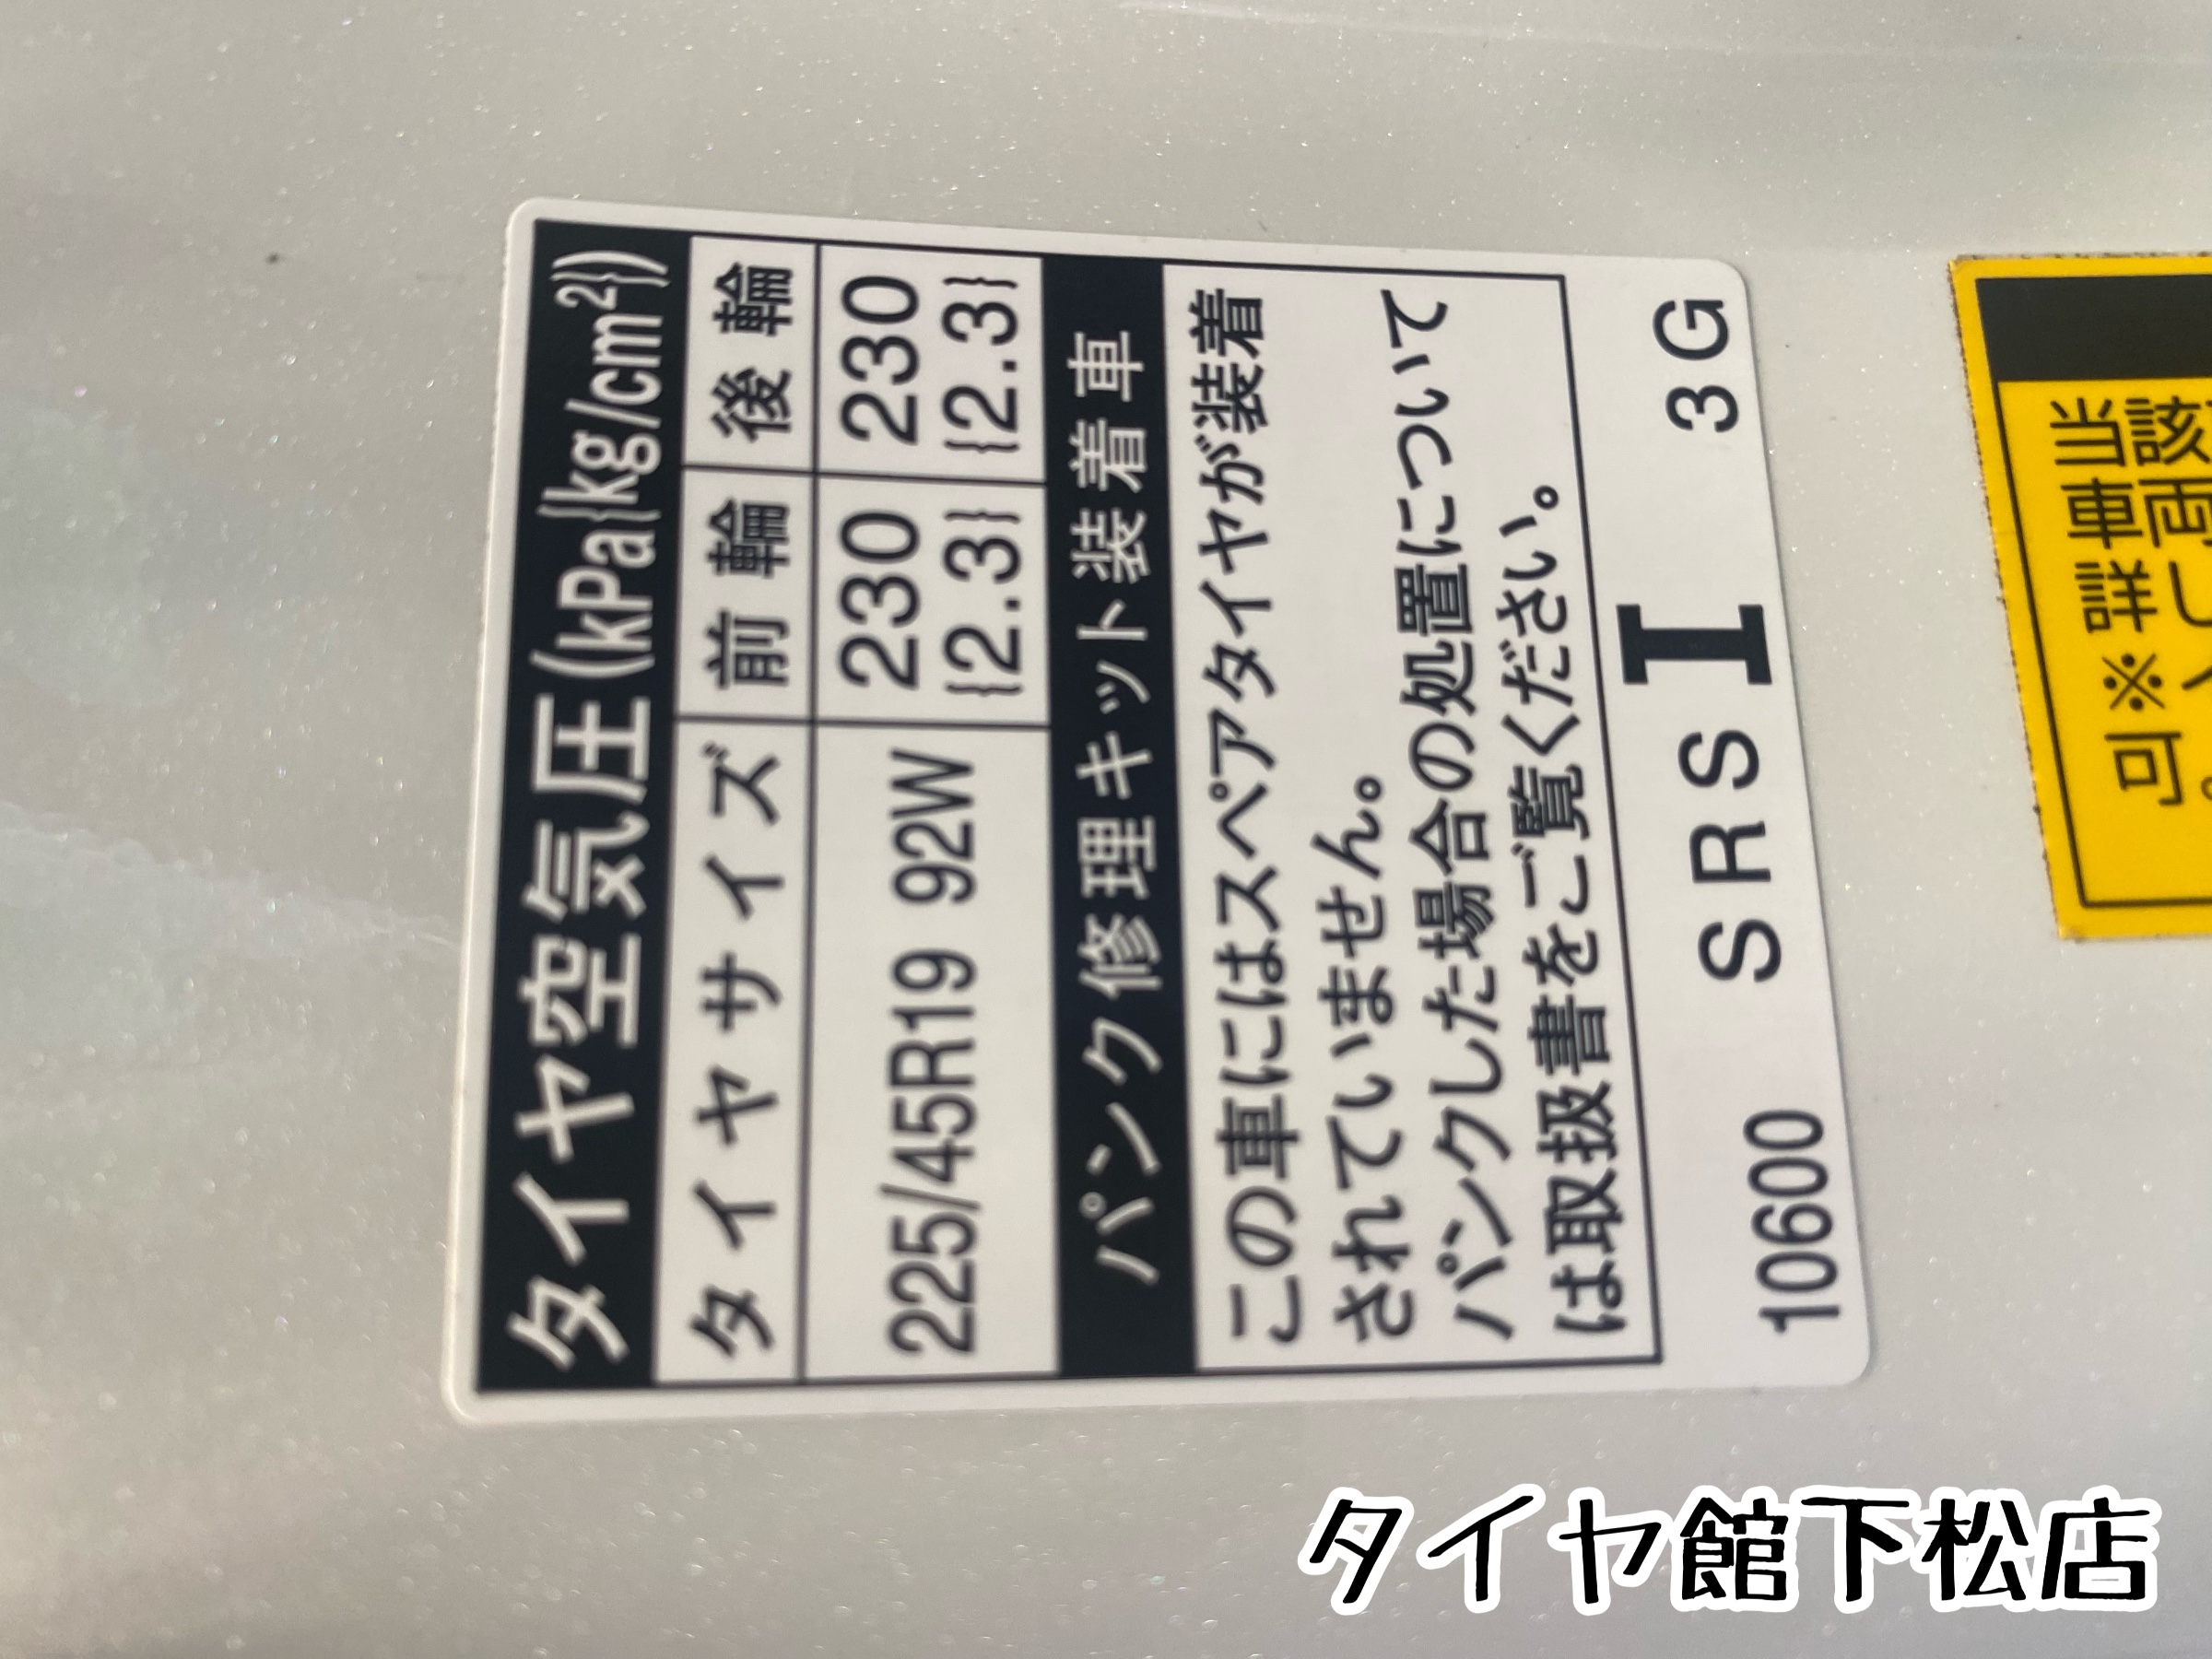 タイヤ空気圧(kPa{kg/cm²})
タイヤサイズ 前輪 後輪
225/45R19 92W 230 {2.3} 230 {2.3}
パンク修理キット装着車
この車にはスペアタイヤが装着
されていません。
パンクした場合の処置について
は取扱書をご覧ください。
10600 SRS I 3G
可※詳車当
。く し両該
タイヤ館下松店